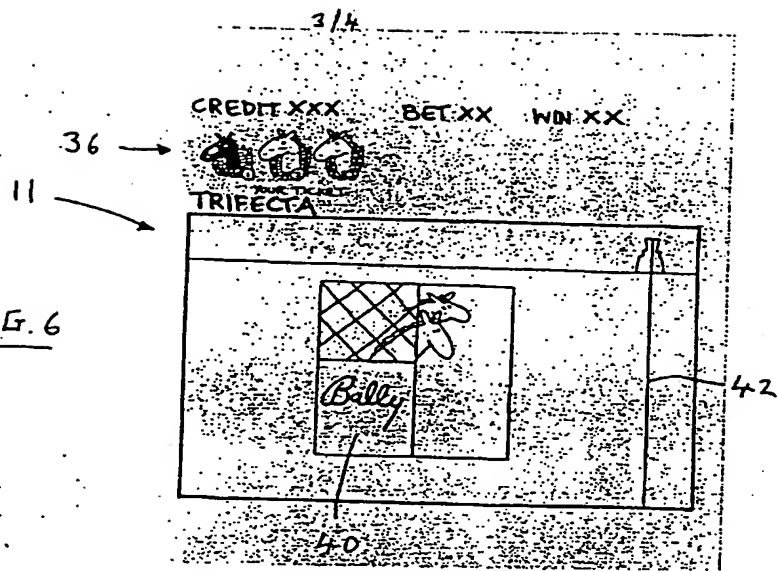 3/4
CREDIT XXX BET XX WIN XX
36
YOUR TICKET
11
TRIFECTA
G. 6
Bally
42
40